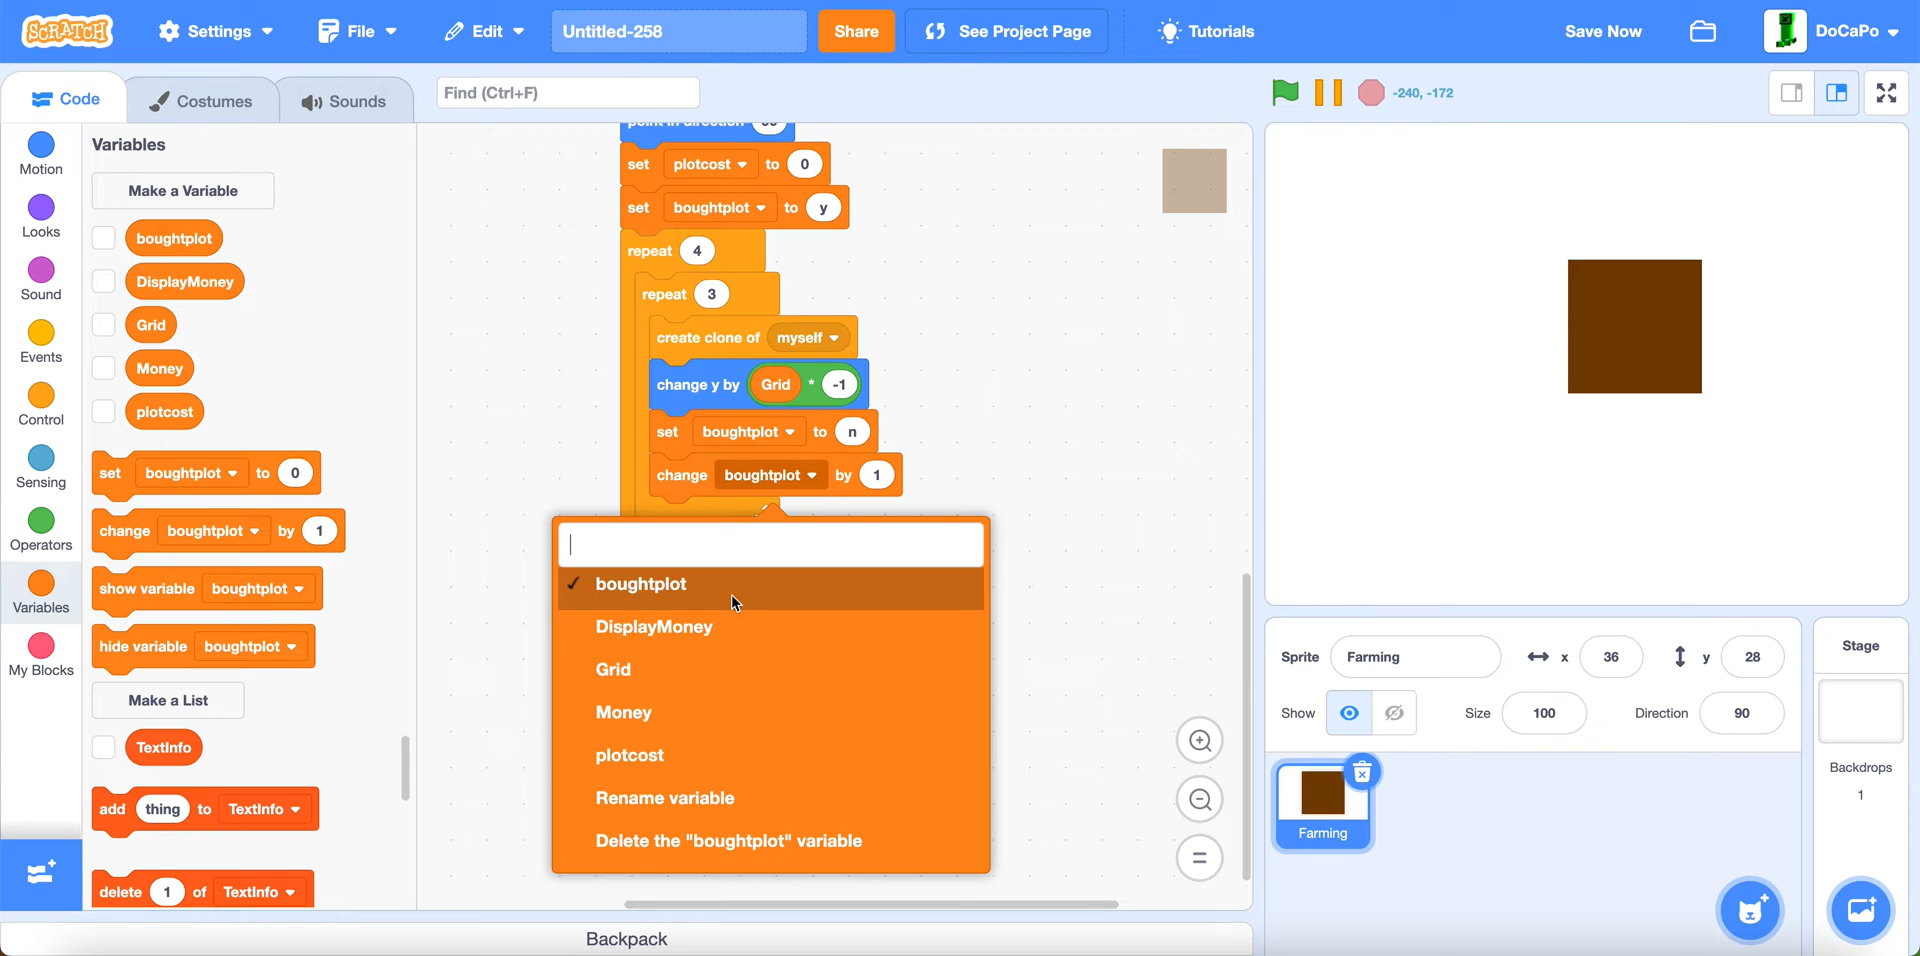 SCRATCH Settings File Edit Untitled-258 Share See Project Page Tutorials Save Now DoCaPo
Code Costumes Sounds Find (Ctrl+F) -240, -172
Motion
Looks
Sound
Events
Control
Sensing
Operators
Variables
My Blocks
Variables
Make a Variable
boughtplot
DisplayMoney
Grid
Money
plotcost
set boughtplot to 0
change boughtplot by 1
show variable boughtplot
hide variable boughtplot
Make a List
TextInfo
add thing to TextInfo
delete 1 of TextInfo
point in direction
set plotcost to 0
set boughtplot to y
repeat 4
repeat 3
create clone of myself
change y by Grid * -1
set boughtplot to n
change boughtplot by 1
✓ boughtplot
DisplayMoney
Grid
Money
plotcost
Rename variable
Delete the "boughtplot" variable
Backpack
Sprite Farming x 36 y 28
Show Size 100 Direction 90
Farming
Stage
Backdrops
1